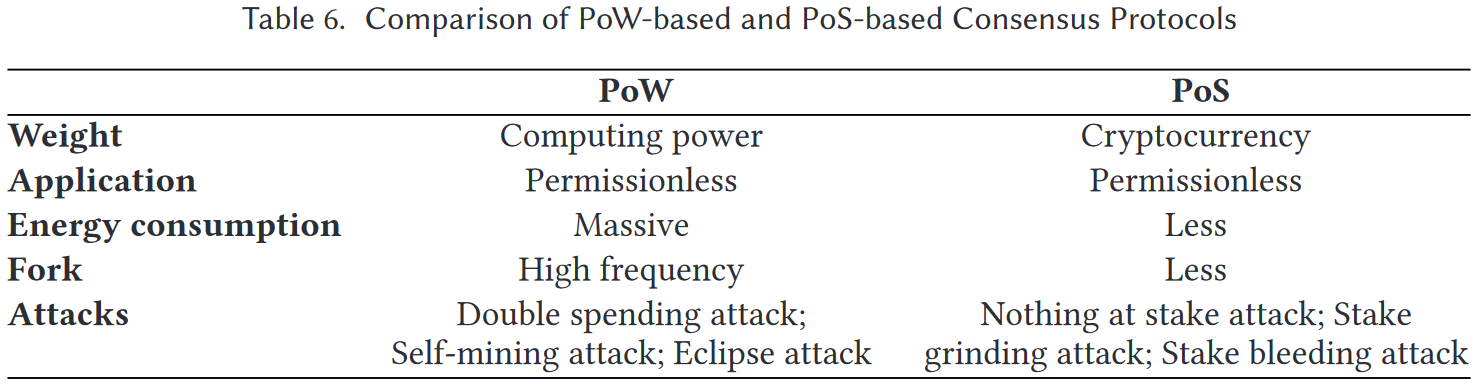 Table 6. Comparison of PoW-based and PoS-based Consensus Protocols
PoW PoS
Weight Computing power Cryptocurrency
Application Permissionless Permissionless
Energy consumption Massive Less
Fork High frequency Less
Attacks Double spending attack; Nothing at stake attack; Stake
Self-mining attack; Eclipse attack grinding attack; Stake bleeding attack